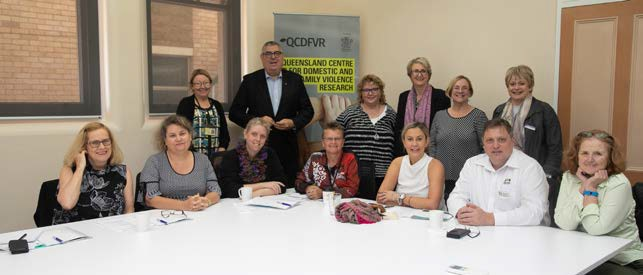 QCDFVR
QUEENSLAND CENTRE
FOR DOMESTIC AND
FAMILY VIOLENCE
RESEARCH